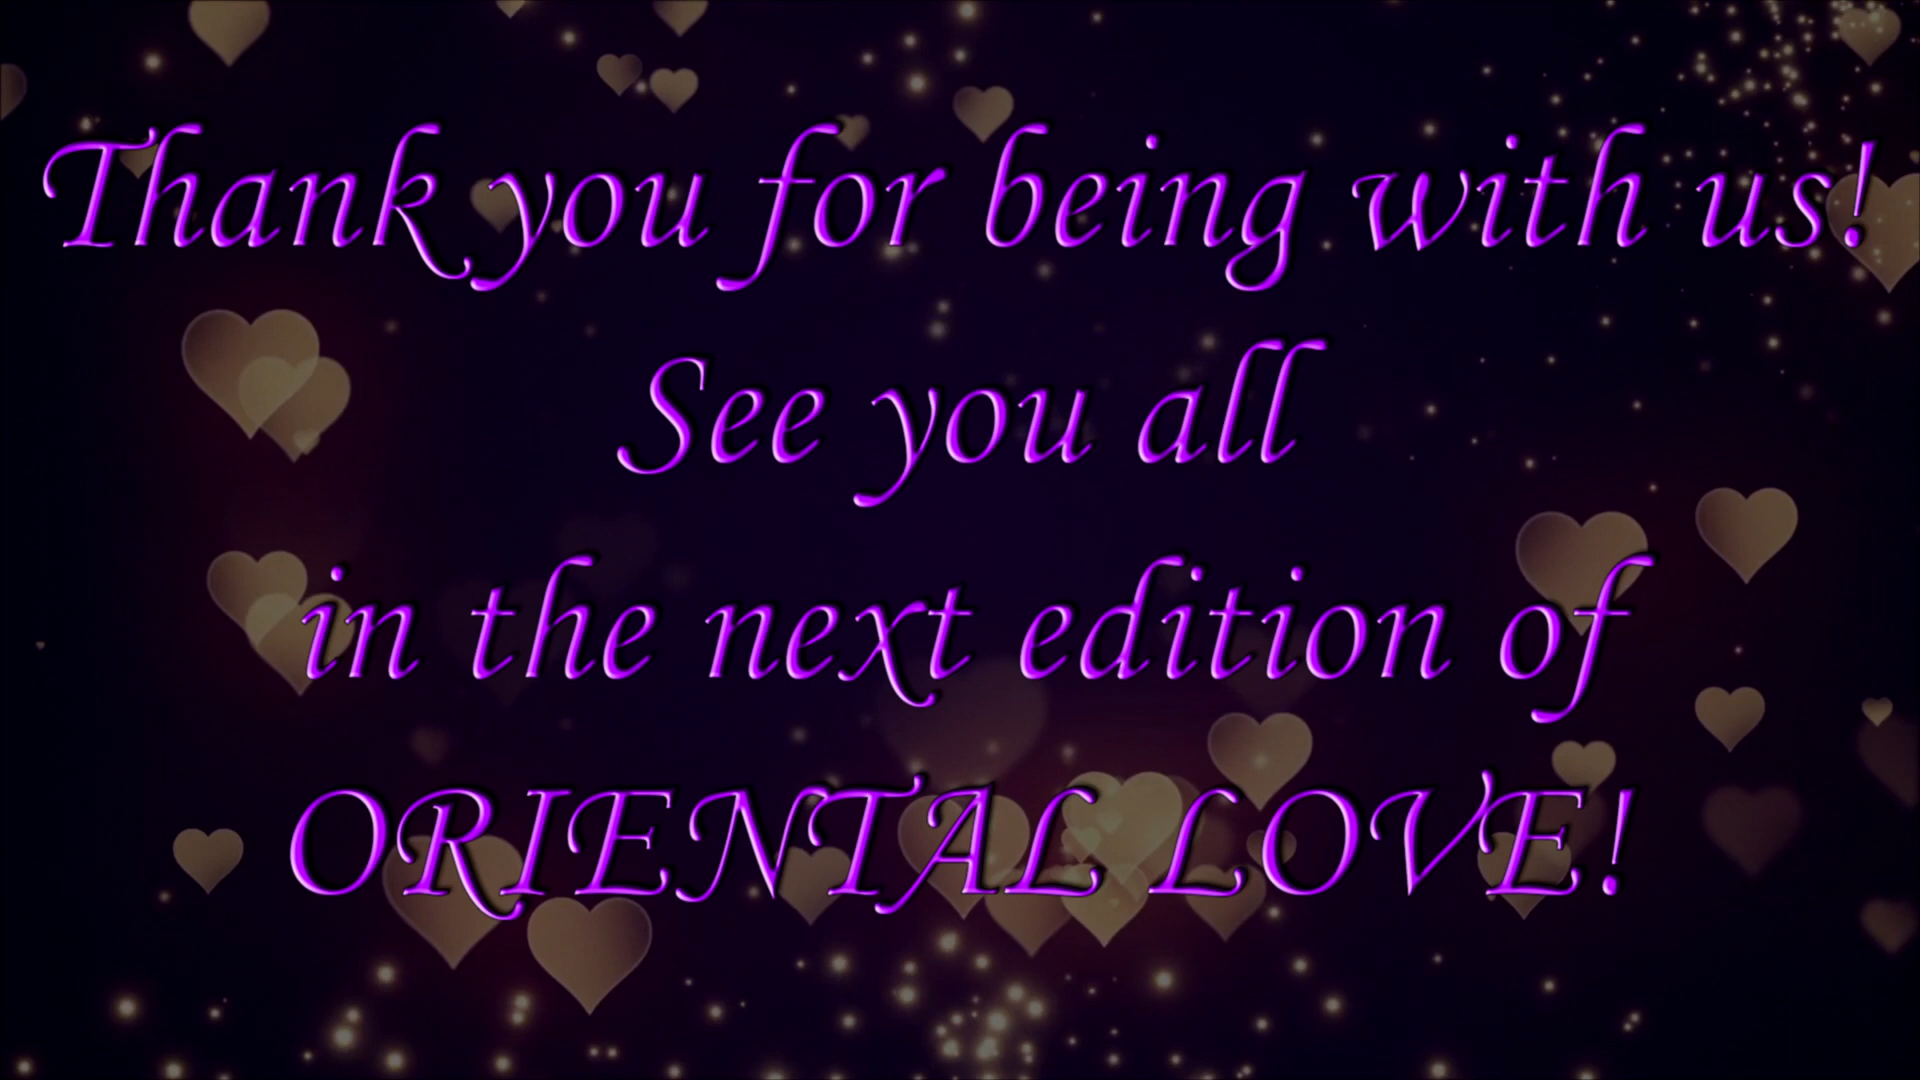 Thank you for being with us!
See you all
in the next edition of
ORIENTAL LOVE!